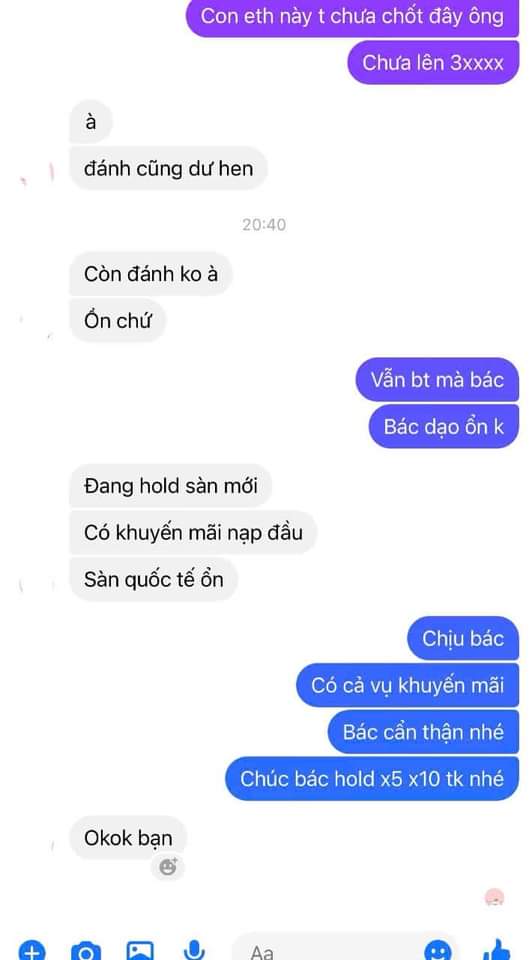 Con eth này t chưa chốt đây ông
Chưa lên 3xxxx
à
đánh cũng dư hen
20:40
Còn đánh ko à
Ổn chứ
Vẫn bt mà bác
Bác dạo ổn k
Đang hold sàn mới
Có khuyến mãi nạp đầu
Sàn quốc tế ổn
Chịu bác
Có cả vụ khuyến mãi
Bác cẩn thận nhé
Chúc bác hold x5 x10 tk nhé
Okok bạn
Aa